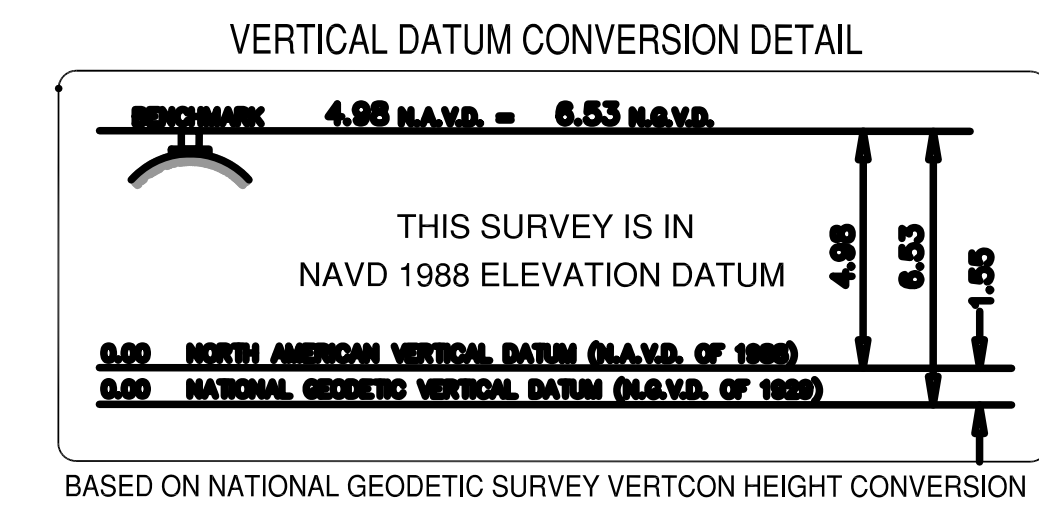 VERTICAL DATUM CONVERSION DETAIL
BENCHMARK 4.98 N.A.V.D. = 6.53 N.G.V.D.
THIS SURVEY IS IN
NAVD 1988 ELEVATION DATUM
4.98
6.53
1.55
0.00 NORTH AMERICAN VERTICAL DATUM (N.A.V.D. OF 1988)
0.00 NATIONAL GEODETIC VERTICAL DATUM (N.G.V.D. OF 1929)
BASED ON NATIONAL GEODETIC SURVEY VERTCON HEIGHT CONVERSION